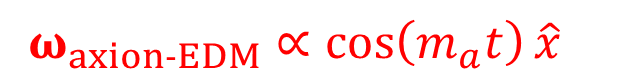 𝛚axion-EDM ∝ cos(mₐt) x̂